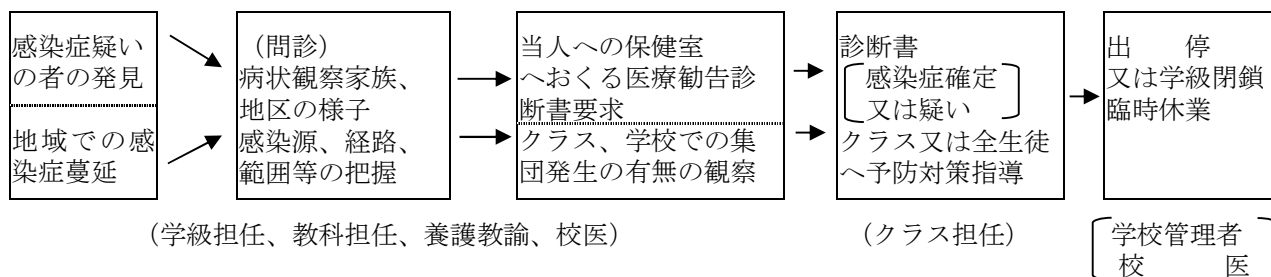 感染症疑い
の者の発見
地域での感
染症蔓延
（問診）
病状観察家族、
地区の様子
感染源、経路、
範囲等の把握
当人への保健室
へおくる医療勧告診
断書要求
クラス、学校での集
団発生の有無の観察
診断書
感染症確定
又は疑い
クラス又は全生徒
へ予防対策指導
出　　停
又は学級閉鎖
臨時休業
（学級担任、教科担任、養護教諭、校医）
（クラス担任）
学校管理者
校　　　医